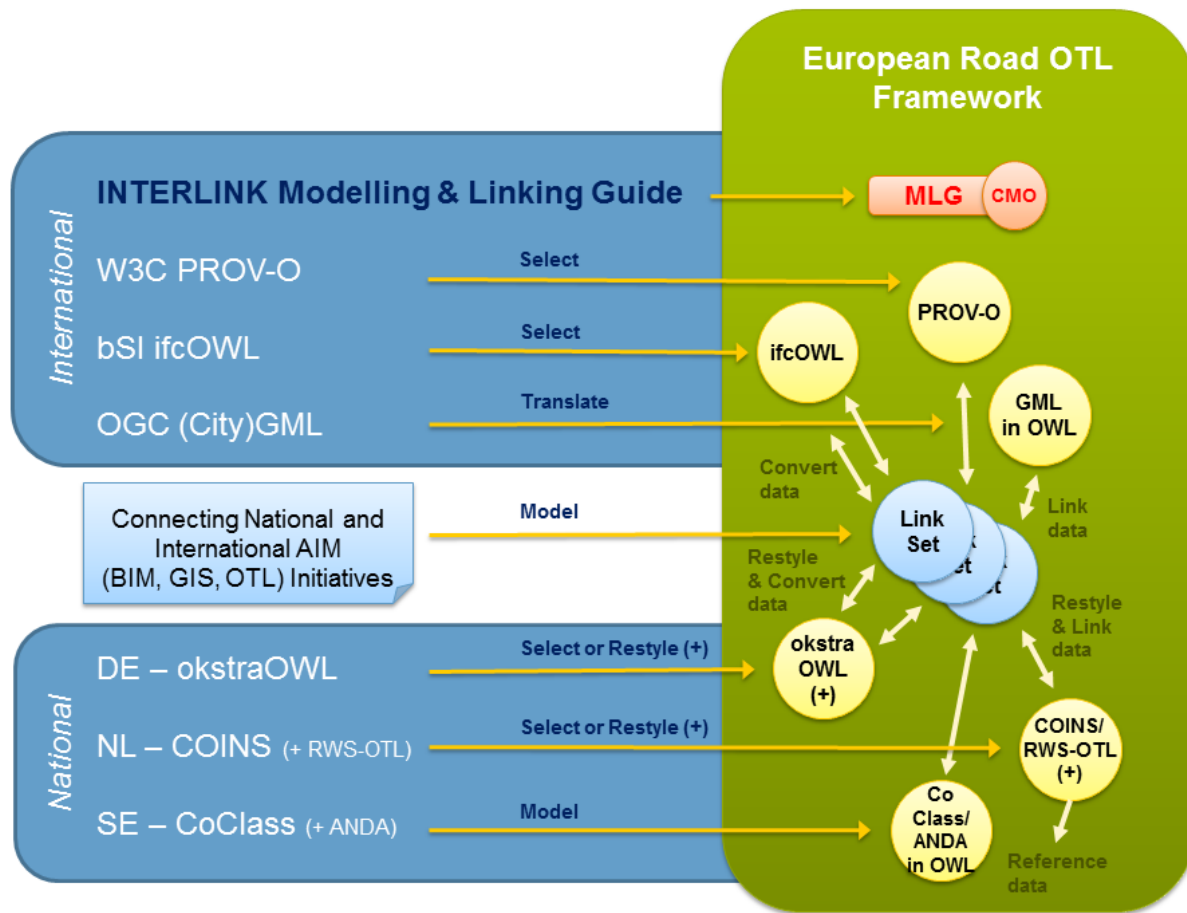 European Road OTL
Framework
International
INTERLINK Modelling & Linking Guide
MLG
CMO
W3C PROV-O
Select
PROV-O
bSI ifcOWL
Select
ifcOWL
OGC (City)GML
Translate
GML
in OWL
Convert
data
Link
data
Connecting National and
International AIM
(BIM, GIS, OTL) Initiatives
Model
Link
Set
et
et
Restyle
& Convert
data
Restyle
& Link
data
National
DE – okstraOWL
Select or Restyle (+)
okstra
OWL
(+)
NL – COINS (+ RWS-OTL)
Select or Restyle (+)
COINS/
RWS-OTL
(+)
SE – CoClass (+ ANDA)
Model
Co
Class/
ANDA
in OWL
Reference
data